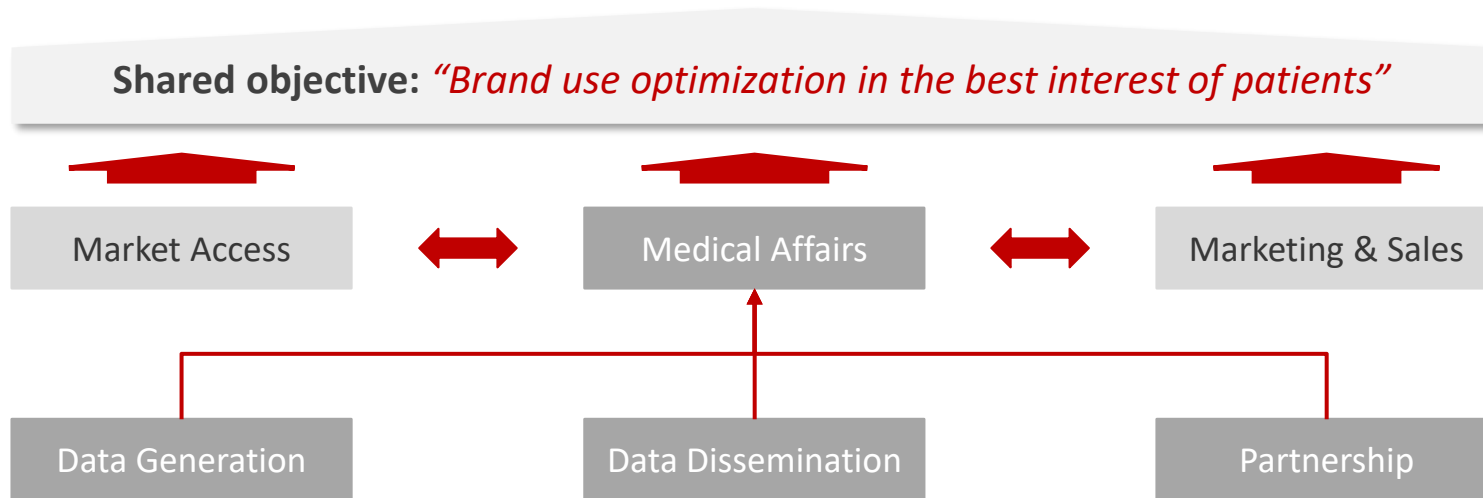 Shared objective: “Brand use optimization in the best interest of patients”
Market Access
Medical Affairs
Marketing & Sales
Data Generation
Data Dissemination
Partnership